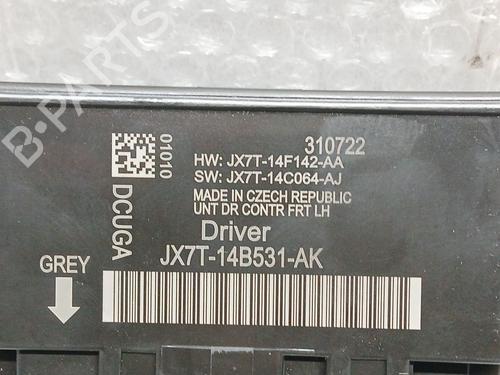 B-PARTS
310722
01010
HW: JX7T-14F142-AA
SW: JX7T-14C064-AJ
MADE IN CZECH REPUBLIC
UNT DR CONTR FRT LH
DCUGA
Driver
JX7T-14B531-AK
GREY